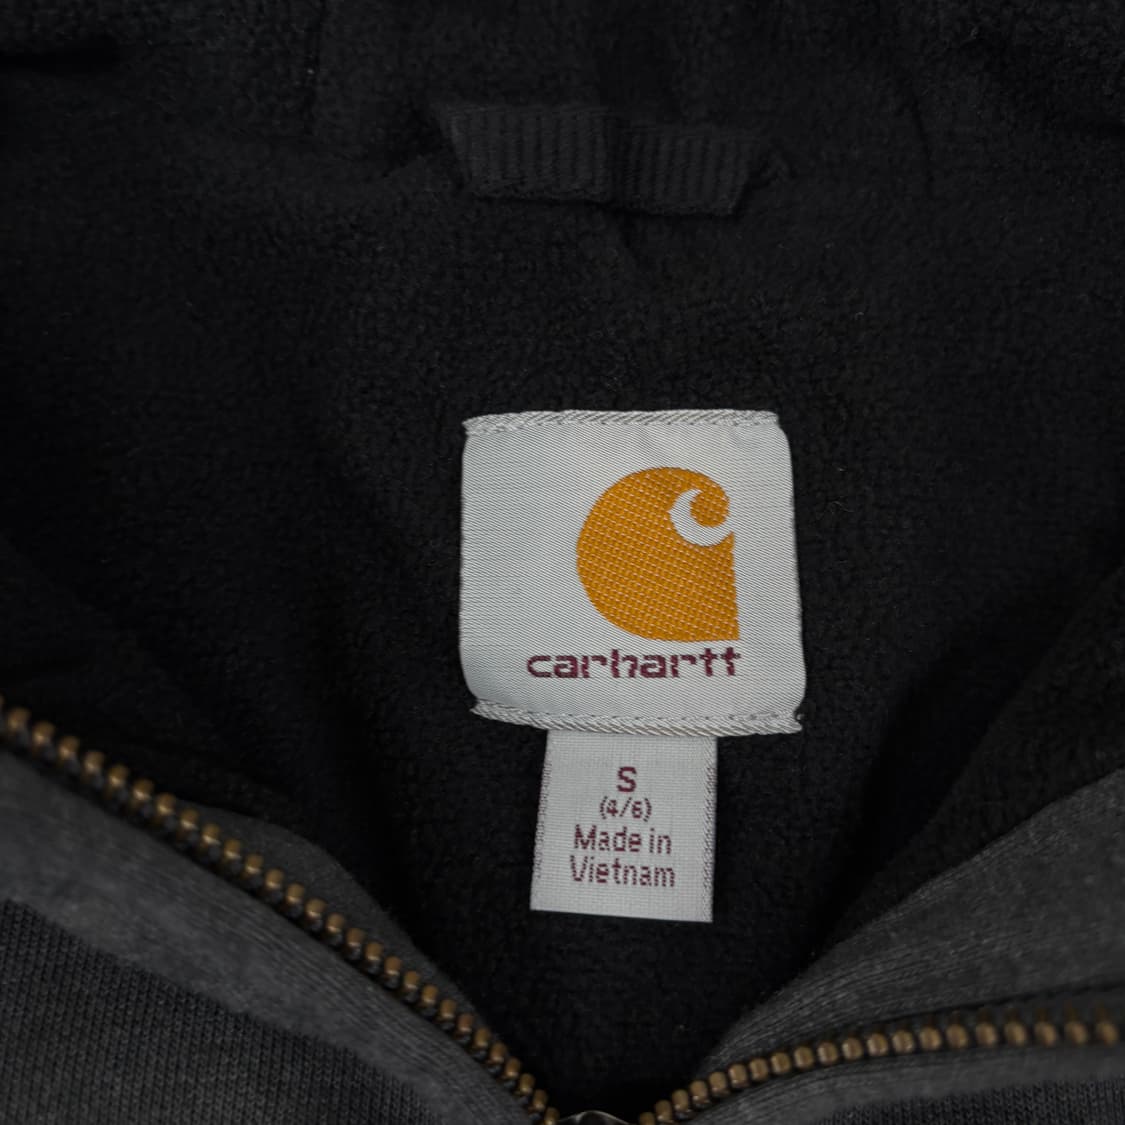 carhartt
S
(4/6)
Made in
Vietnam